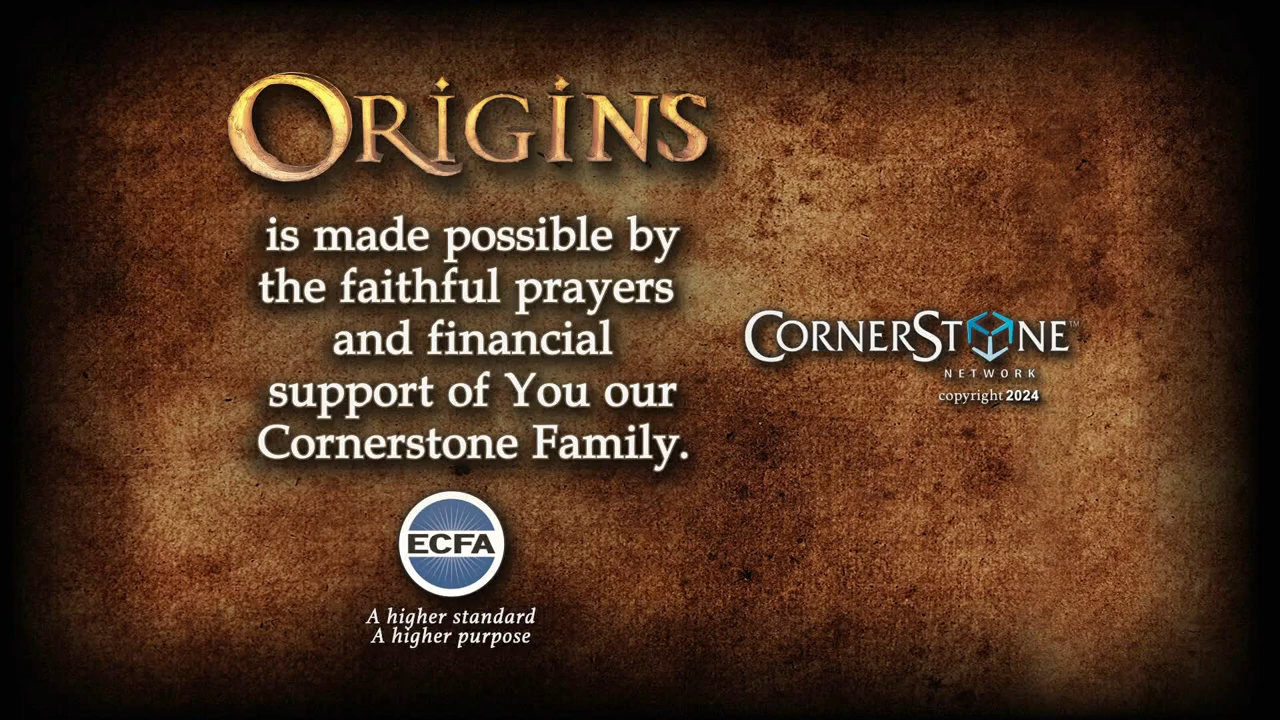 ORIGINS
is made possible by
the faithful prayers
and financial
support of You our
Cornerstone Family.
ECFA
A higher standard
A higher purpose
CORNERSTONE™
NETWORK
copyright 2024